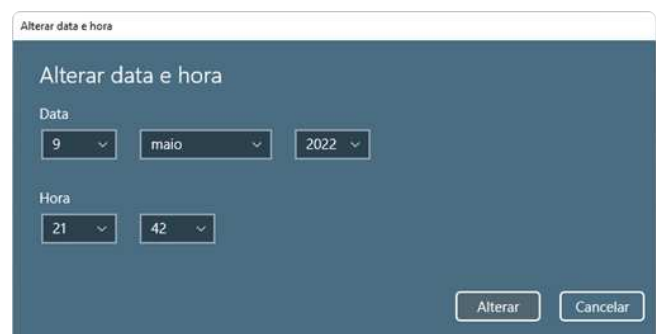 Alterar data e hora
Alterar data e hora
Data
9 maio 2022
Hora
21 42
Alterar Cancelar